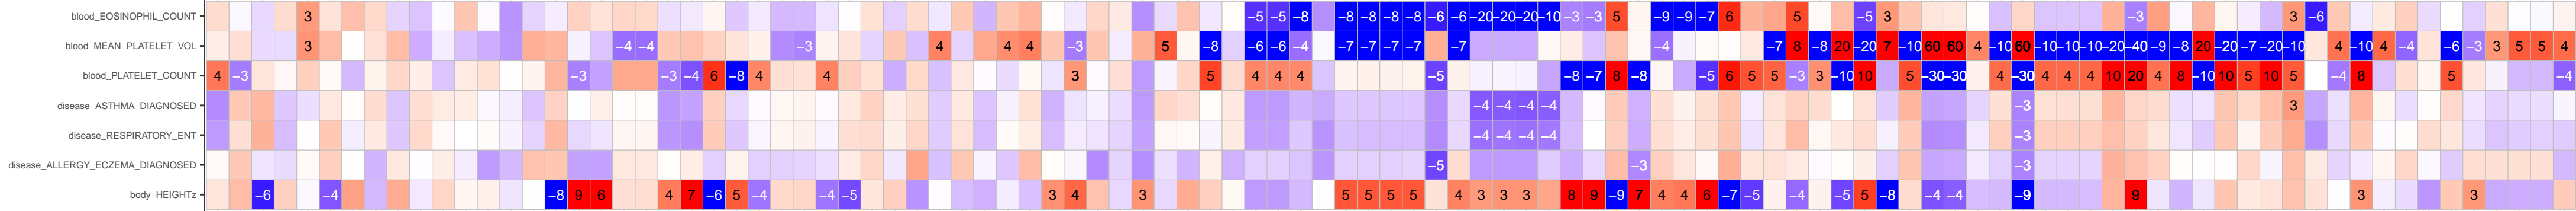 blood_EOSINOPHIL_COUNT 3 −5 −5 −8 −8 −8 −8 −8 −6 −6 −20 −20 −20 −10 −3 −3 5 −9 −9 −7 6 5 −5 3 −3 3 −6
blood_MEAN_PLATELET_VOL 3 −4 −4 −3 4 4 4 −3 5 −8 −6 −6 −4 −7 −7 −7 −7 −7 −4 −7 8 −8 20 −20 7 −10 60 60 4 −10 60 −10 −10 −10 −20 −40 −9 −8 20 −20 −7 −20 −10 4 −10 4 −4 −6 −3 3 5 5 4
blood_PLATELET_COUNT 4 −3 −3 −3 −4 6 −8 4 4 3 5 4 4 4 −5 −8 −7 8 −8 −5 6 5 5 −3 3 −10 10 5 −30 −30 4 −30 4 4 4 10 20 4 8 −10 10 5 10 5 −4 8 5 −4
disease_ASTHMA_DIAGNOSED −4 −4 −4 −4 −3 3
disease_RESPIRATORY_ENT −4 −4 −4 −4 −3
disease_ALLERGY_ECZEMA_DIAGNOSED −5 −3 −3
body_HEIGHTz −6 −4 −8 9 6 4 7 −6 5 −4 −4 −5 3 4 3 5 5 5 5 4 3 3 3 8 9 −9 7 4 4 6 −7 −5 −4 −5 5 −8 −4 −4 −9 9 3 3